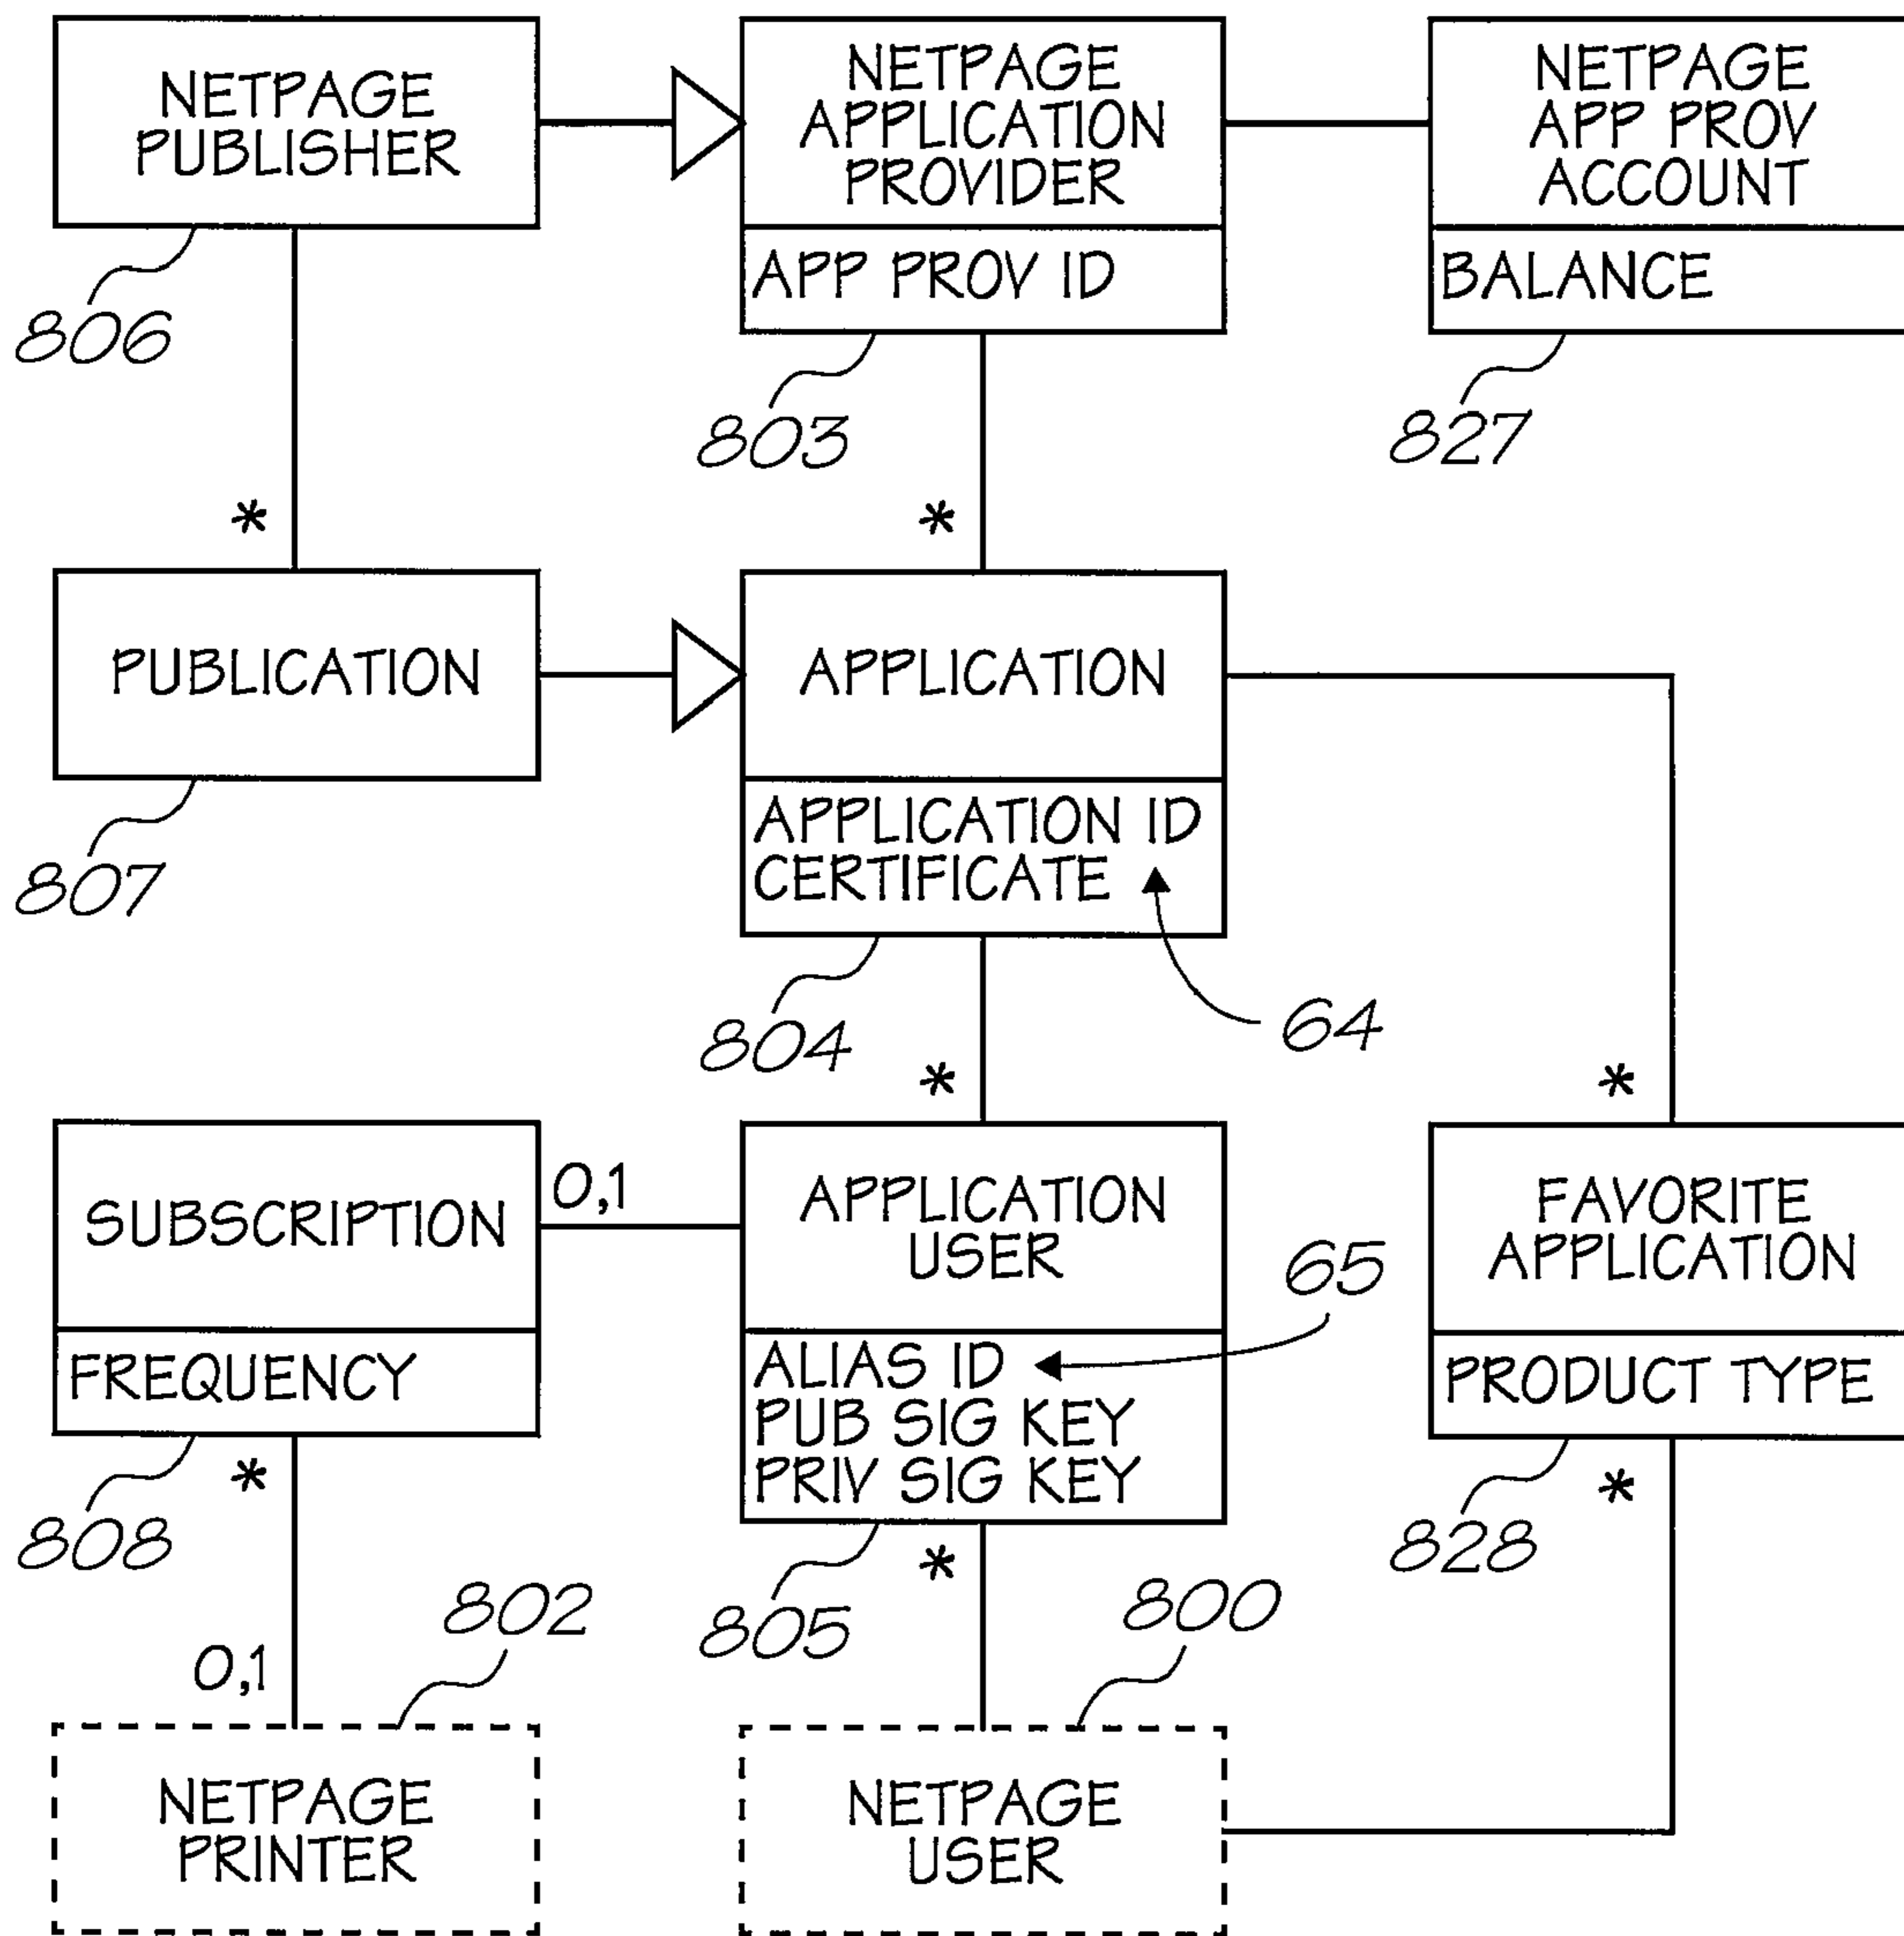 NETPAGE
PUBLISHER
806
NETPAGE
APPLICATION
PROVIDER
APP PROV ID
803
NETPAGE
APP PROV
ACCOUNT
BALANCE
827
*
*
PUBLICATION
807
APPLICATION
APPLICATION ID
CERTIFICATE
64
804
*
*
SUBSCRIPTION
FREQUENCY
808
0,1
APPLICATION
USER
ALIAS ID
PUB SIG KEY
PRIV SIG KEY
65
805
FAVORITE
APPLICATION
PRODUCT TYPE
828
*
*
*
0,1
802
NETPAGE
PRINTER
800
NETPAGE
USER